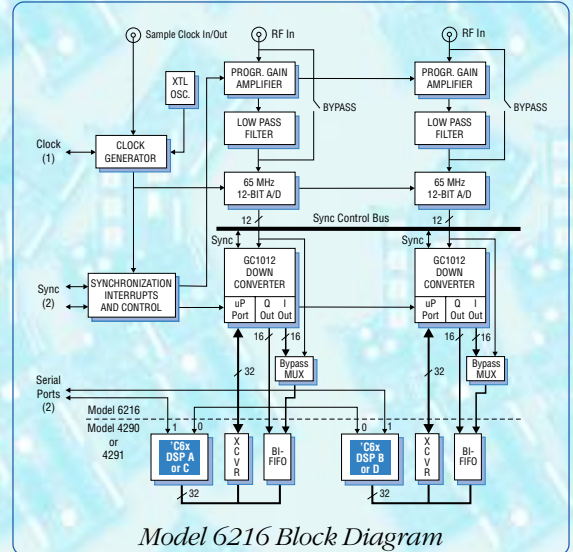 Sample Clock In/Out
RF In
RF In
XTL
OSC.
PROGR. GAIN
AMPLIFIER
PROGR. GAIN
AMPLIFIER
BYPASS
BYPASS
Clock
(1)
CLOCK
GENERATOR
LOW PASS
FILTER
LOW PASS
FILTER
65 MHz
12-BIT A/D
65 MHz
12-BIT A/D
12
Sync Control Bus
12
Sync
Sync
Sync
(2)
SYNCHRONIZATION
INTERRUPTS
AND CONTROL
GC1012
DOWN
CONVERTER
uP
Port
Q
Out
I
Out
GC1012
DOWN
CONVERTER
uP
Port
Q
Out
I
Out
16
16
16
16
32
Bypass
MUX
32
Bypass
MUX
Serial
Ports
(2)
Model 6216
Model 4290
or
4291
1
0
0
1
'C6x
DSP A
or C
X
C
V
R
BI-
FIFO
'C6x
DSP B
or D
X
C
V
R
BI-
FIFO
32
32
Model 6216 Block Diagram